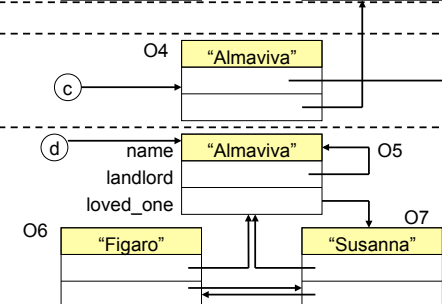 O4
“Almaviva”
c
d
name
“Almaviva”
O5
landlord
loved_one
O6
O7
“Figaro”
“Susanna”